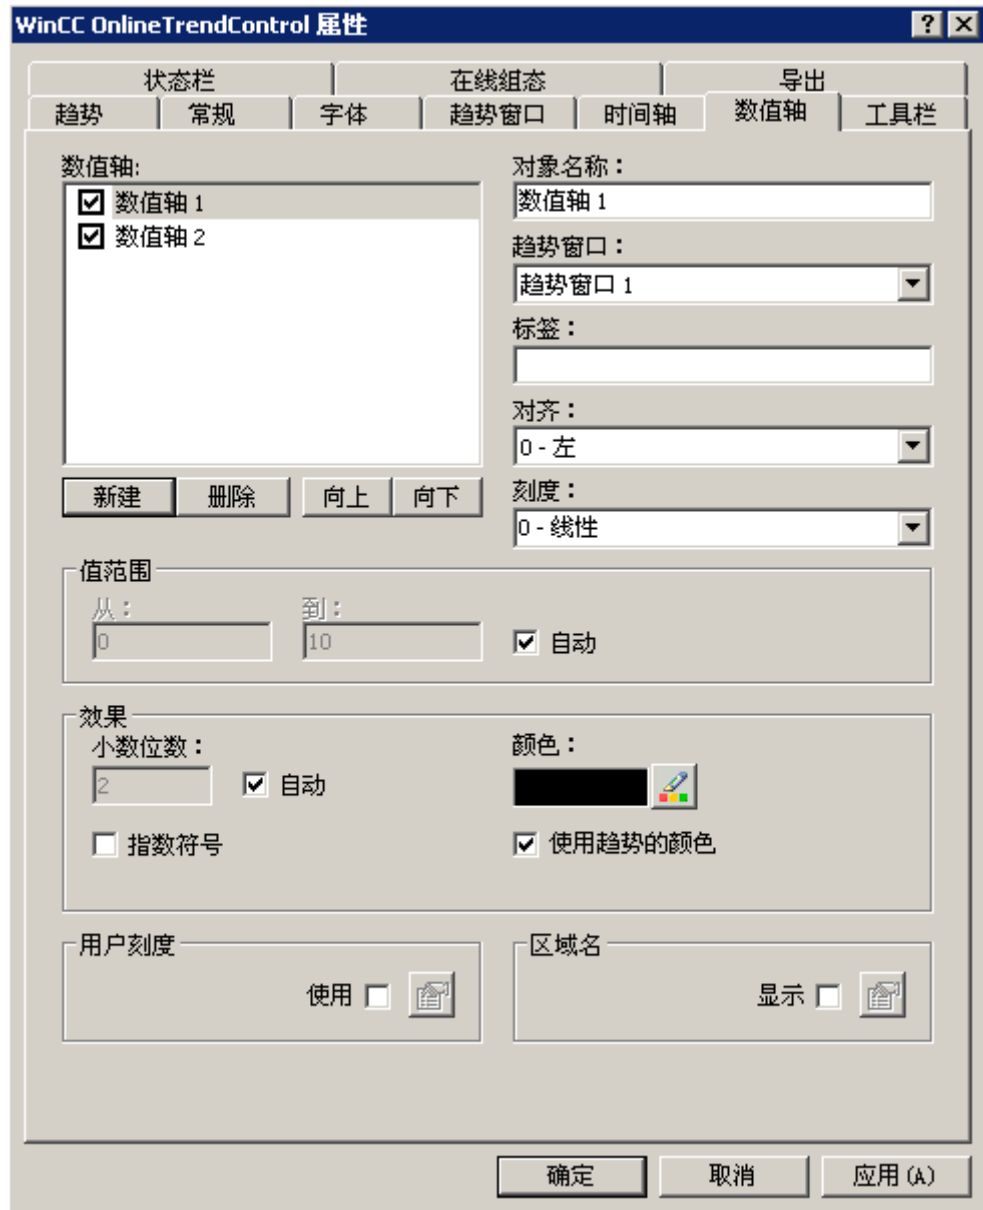 WinCC OnlineTrendControl 属性
状态栏 在线组态 导出
趋势 常规 字体 趋势窗口 时间轴 数值轴 工具栏
数值轴:
数值轴 1
数值轴 2
新建 删除 向上 向下
对象名称：
数值轴 1
趋势窗口：
趋势窗口 1
标签：
对齐：
0 - 左
刻度：
0 - 线性
值范围
从： 到：
0 10 自动
效果
小数位数： 颜色：
2 自动
指数符号 使用趋势的颜色
用户刻度 区域名
使用 显示
确定 取消 应用(A)